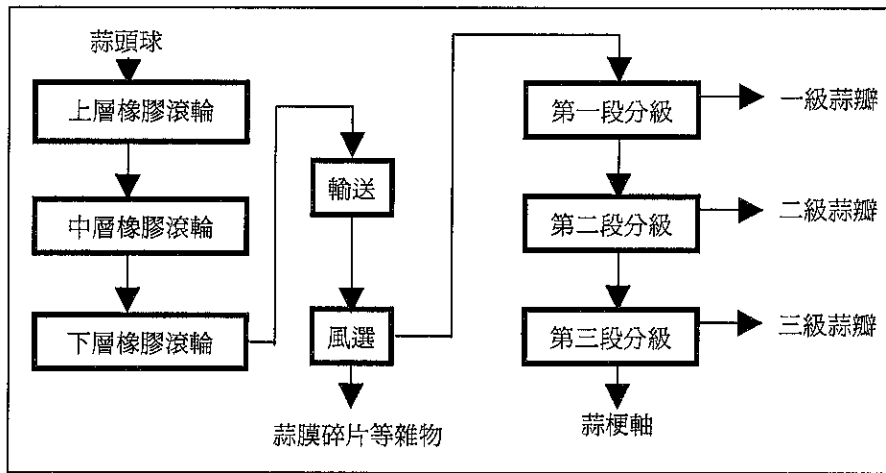 蒜頭球
上層橡膠滾輪
中層橡膠滾輪
下層橡膠滾輪
輸送
風選
蒜膜碎片等雜物
第一段分級
一級蒜瓣
第二段分級
二級蒜瓣
第三段分級
三級蒜瓣
蒜梗軸